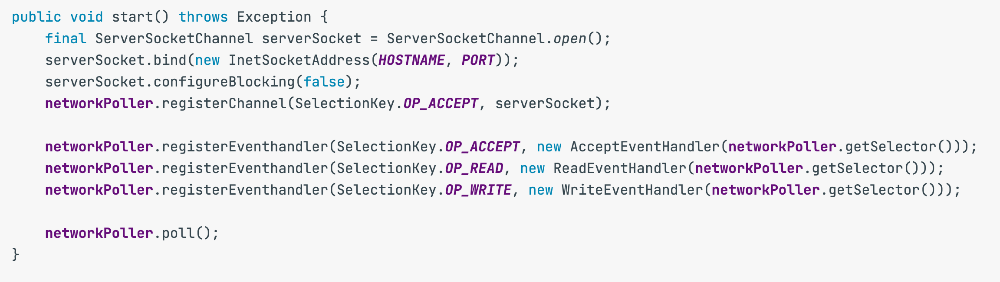 public void start() throws Exception {
    final ServerSocketChannel serverSocket = ServerSocketChannel.open();
    serverSocket.bind(new InetSocketAddress(HOSTNAME, PORT));
    serverSocket.configureBlocking(false);
    networkPoller.registerChannel(SelectionKey.OP_ACCEPT, serverSocket);

    networkPoller.registerEventhandler(SelectionKey.OP_ACCEPT, new AcceptEventHandler(networkPoller.getSelector()));
    networkPoller.registerEventhandler(SelectionKey.OP_READ, new ReadEventHandler(networkPoller.getSelector()));
    networkPoller.registerEventhandler(SelectionKey.OP_WRITE, new WriteEventHandler(networkPoller.getSelector()));

    networkPoller.poll();
}